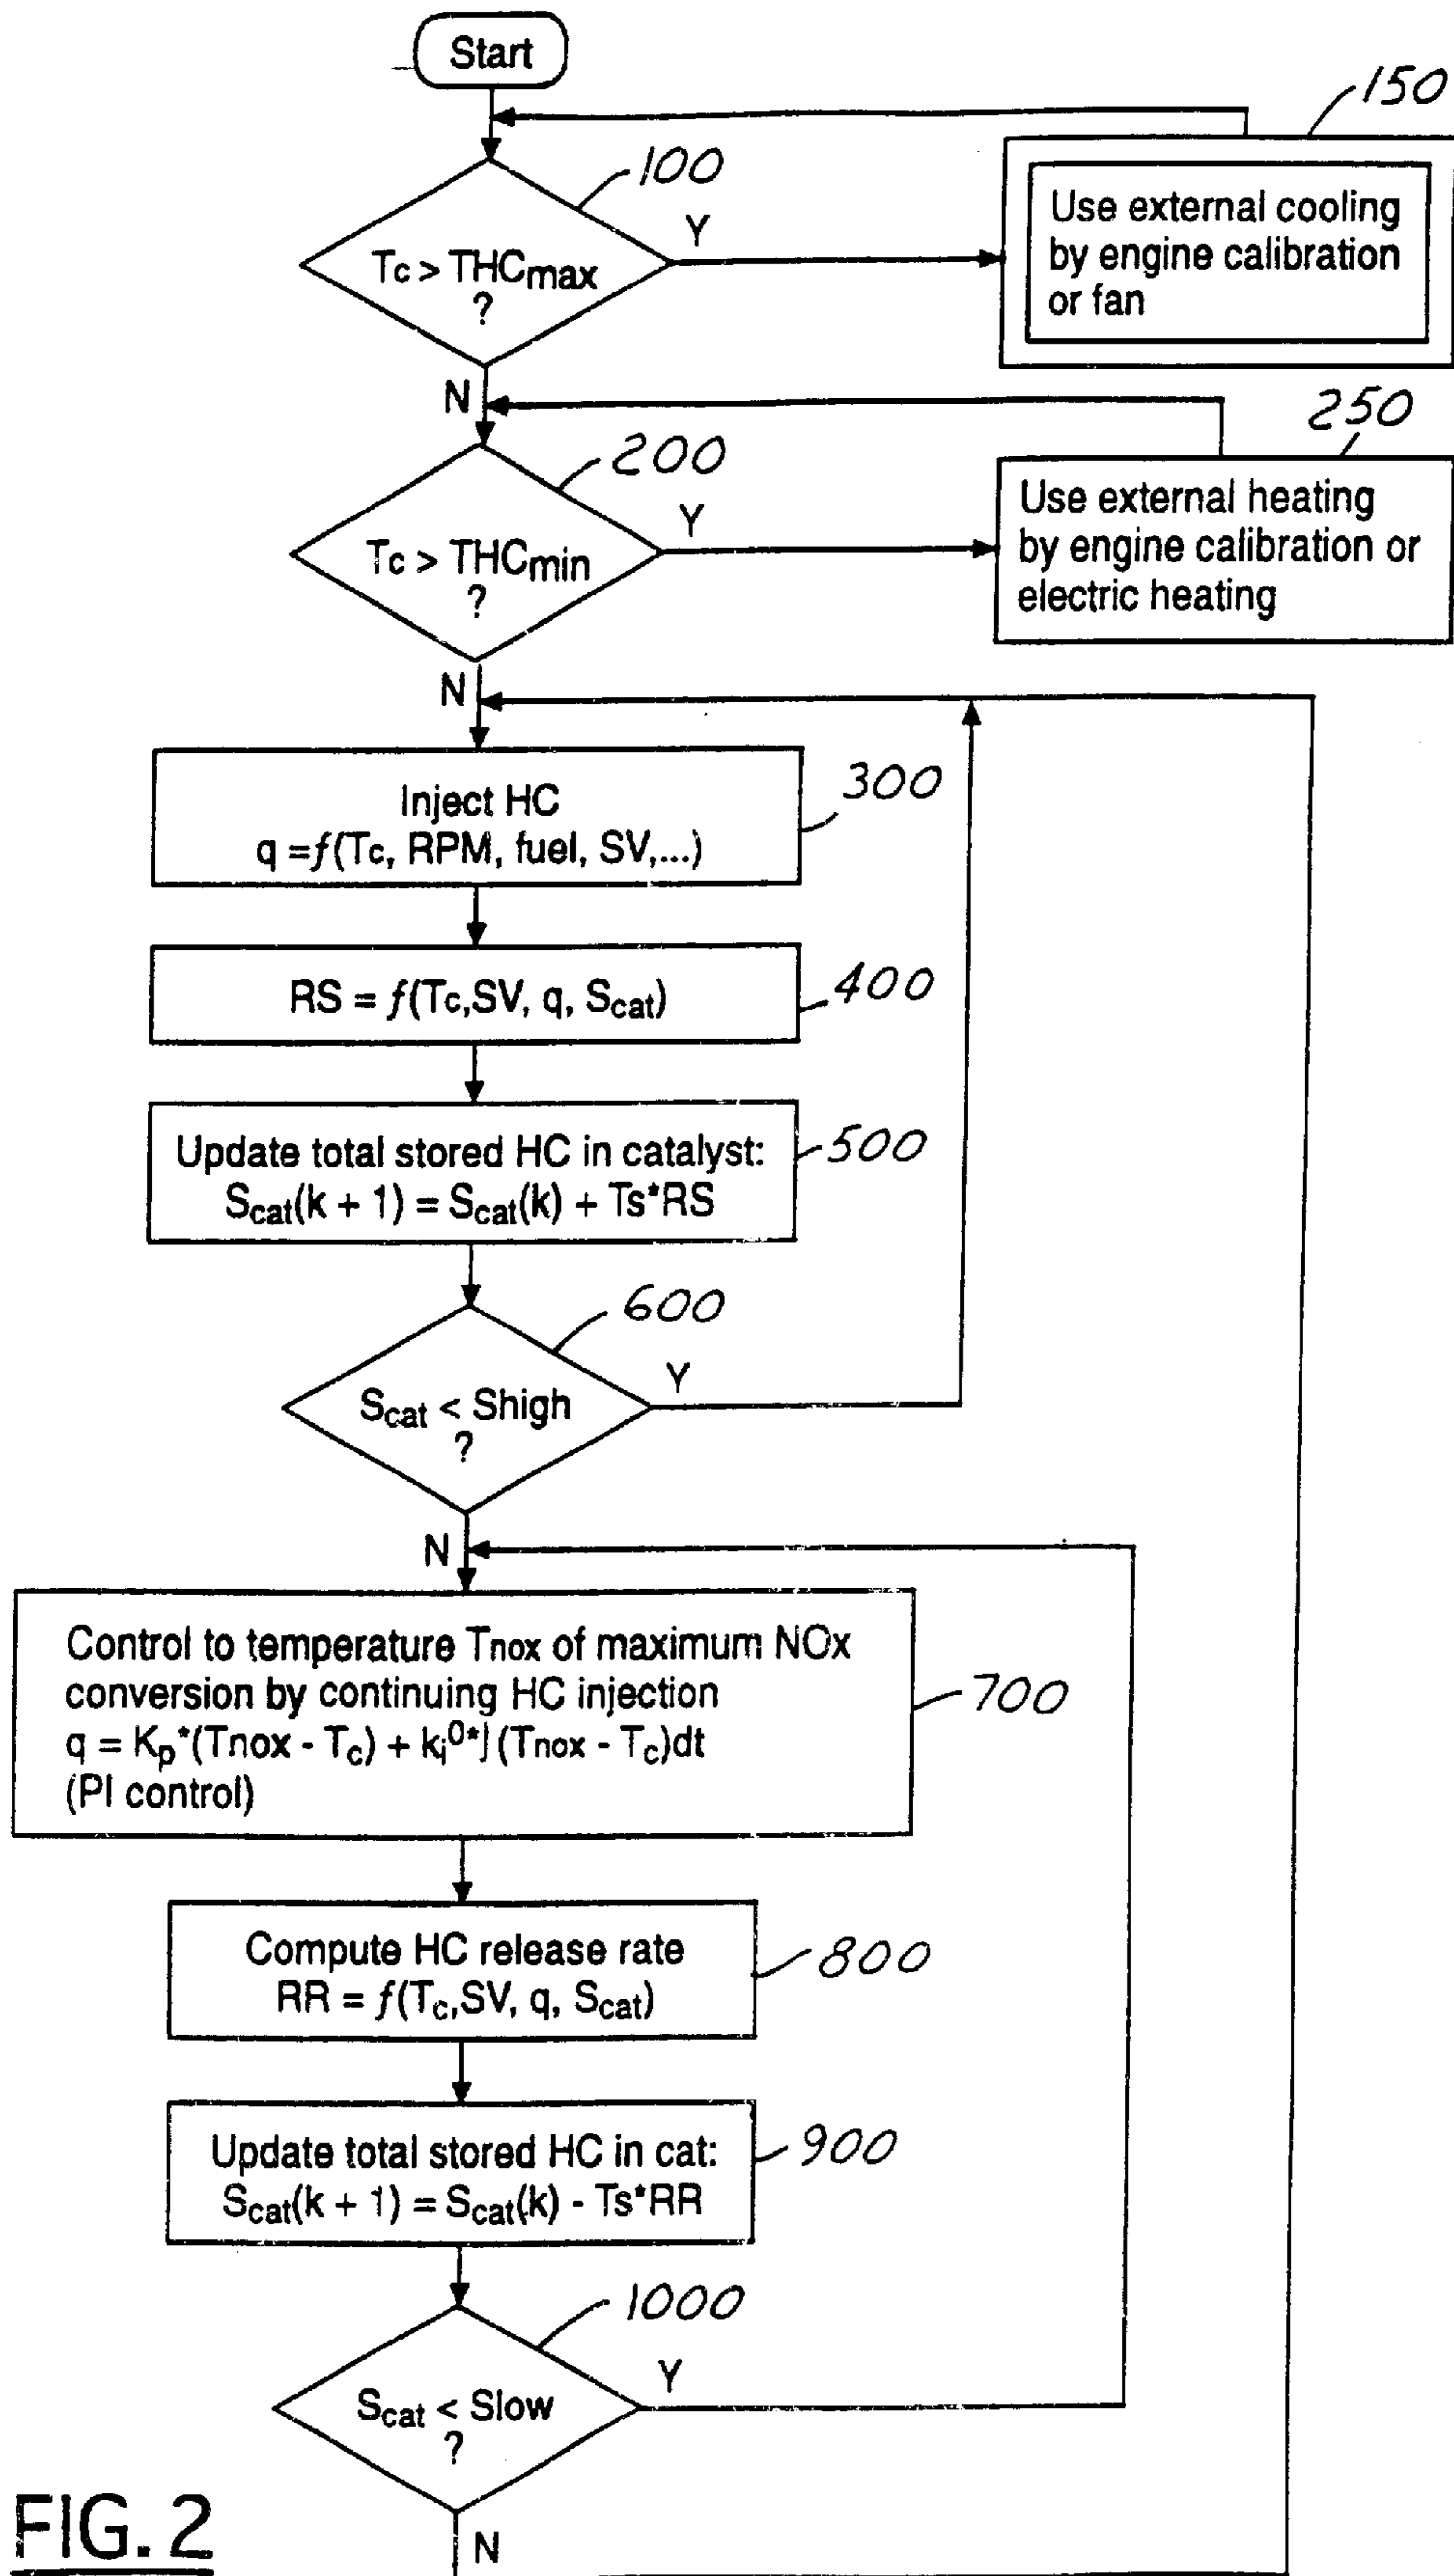 Start
150
100
Use external cooling
by engine calibration
or fan
Y
Tc > THCmax
?
N
250
200
Use external heating
by engine calibration or
electric heating
Y
Tc > THCmin
?
N
300
Inject HC
q =f(Tc, RPM, fuel, SV,...)
400
RS = f(Tc,SV, q, Scat)
500
Update total stored HC in catalyst:
Scat(k + 1) = Scat(k) + Ts*RS
600
Y
Scat < Shigh
?
N
Control to temperature Tnox of maximum NOx
conversion by continuing HC injection
q = Kp*(Tnox - Tc) + ki0*∫(Tnox - Tc)dt
(PI control)
700
Compute HC release rate
RR = f(Tc,SV, q, Scat)
800
Update total stored HC in cat:
Scat(k + 1) = Scat(k) - Ts*RR
900
1000
Y
Scat < Slow
?
N
FIG. 2